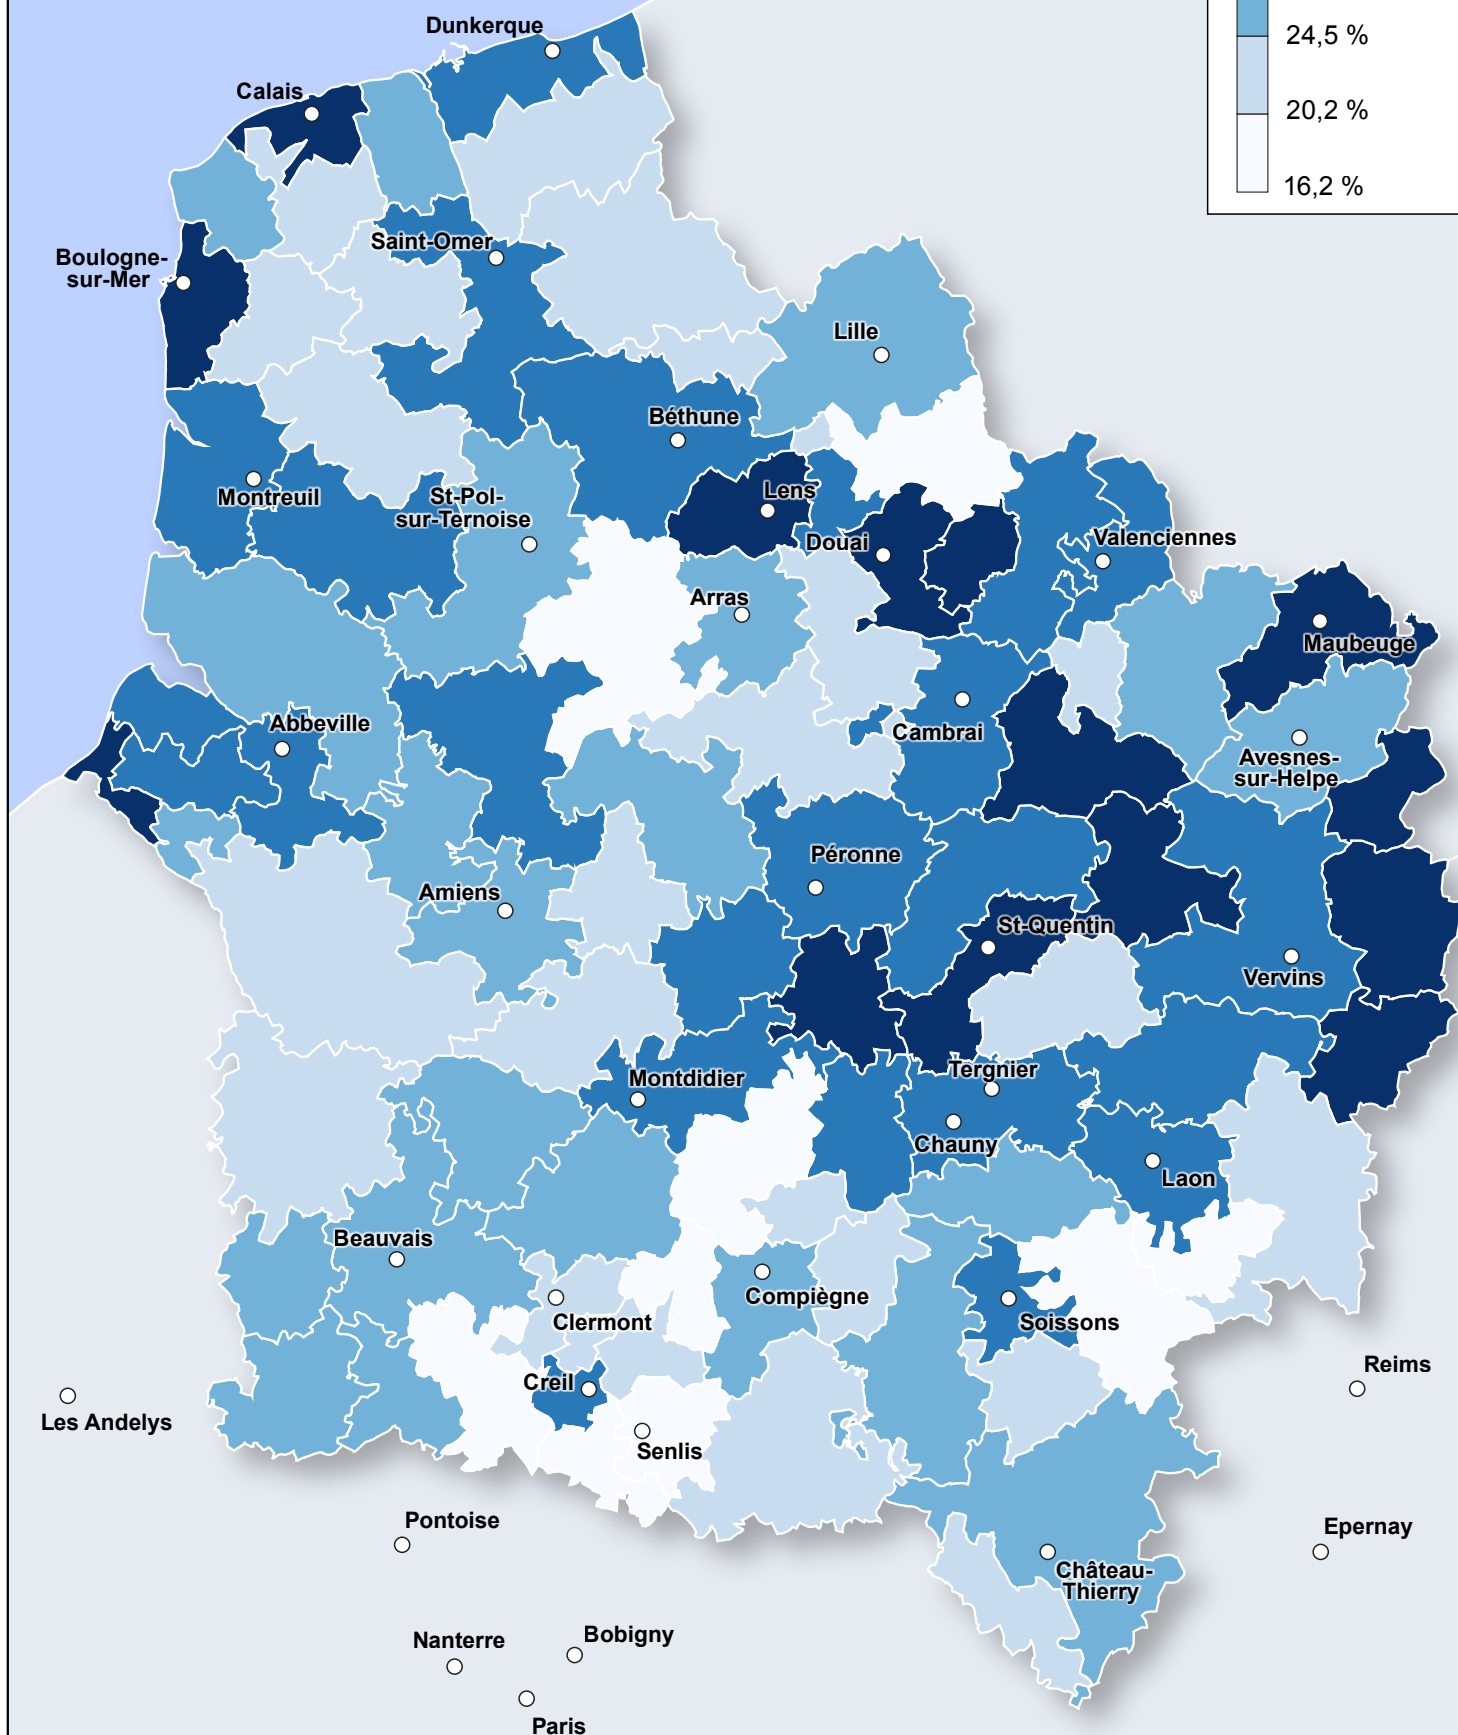 Dunkerque
24,5 %
Calais
20,2 %
16,2 %
Saint-Omer
Boulogne-
sur-Mer
Lille
Béthune
Montreuil
St-Pol-
sur-Ternoise
Lens
Douai
Valenciennes
Arras
Maubeuge
Abbeville
Cambrai
Avesnes-
sur-Helpe
Péronne
Amiens
St-Quentin
Vervins
Montdidier
Tergnier
Chauny
Laon
Beauvais
Compiègne
Clermont
Soissons
Creil
Reims
Les Andelys
Senlis
Pontoise
Epernay
Château-
Thierry
Nanterre
Bobigny
Paris